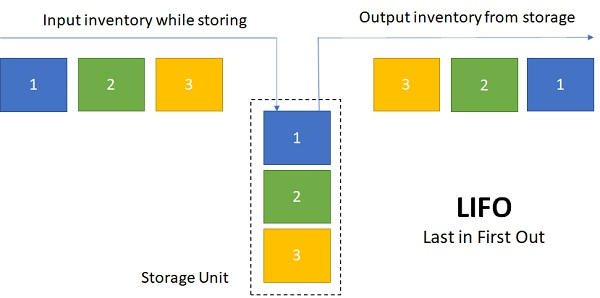 Input inventory while storing
Output inventory from storage
1 2 3
3 2 1
1
2
3
LIFO
Last in First Out
Storage Unit